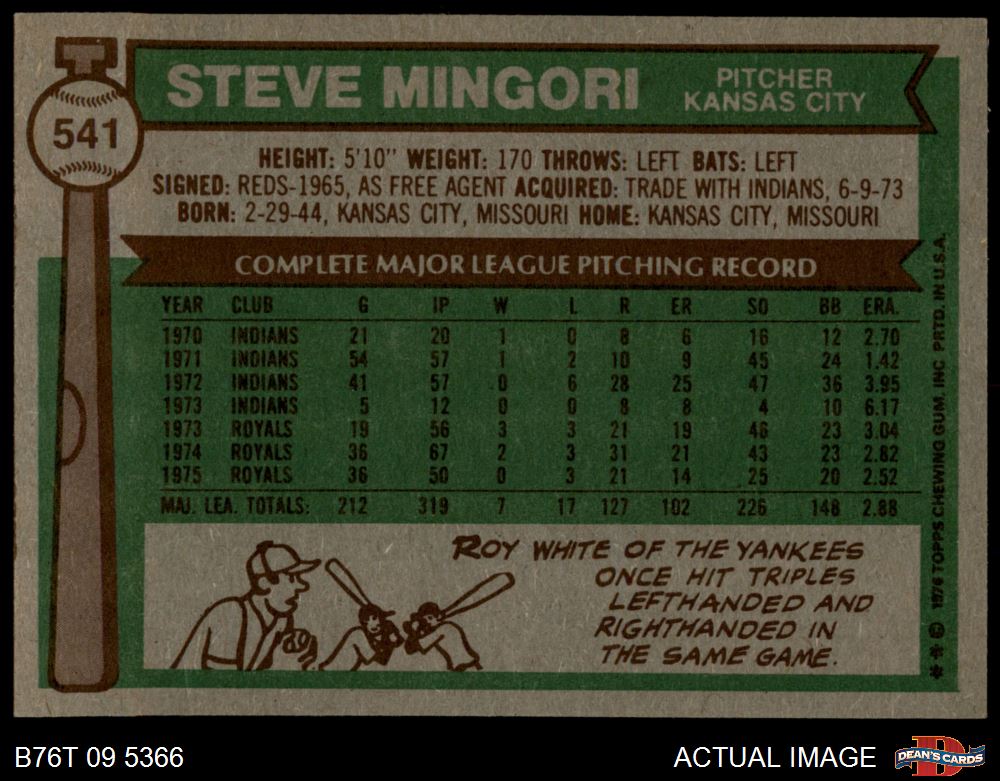 541
STEVE MINGORI
PITCHER
KANSAS CITY
HEIGHT: 5'10" WEIGHT: 170 THROWS: LEFT BATS: LEFT
SIGNED: REDS-1965, AS FREE AGENT ACQUIRED: TRADE WITH INDIANS, 6-9-73
BORN: 2-29-44, KANSAS CITY, MISSOURI HOME: KANSAS CITY, MISSOURI
COMPLETE MAJOR LEAGUE PITCHING RECORD
YEAR CLUB G IP W L R ER SO BB ERA.
1970 INDIANS 21 20 1 0 8 6 16 12 2.70
1971 INDIANS 54 57 1 2 10 9 45 24 1.42
1972 INDIANS 41 57 0 6 28 25 47 36 3.95
1973 INDIANS 5 12 0 0 8 8 4 10 6.17
1973 ROYALS 19 56 3 3 21 19 46 23 3.04
1974 ROYALS 36 67 2 3 31 21 43 23 2.82
1975 ROYALS 36 50 0 3 21 14 25 20 2.52
MAJ. LEA. TOTALS: 212 319 7 17 127 102 226 148 2.88
ROY WHITE OF THE YANKEES
ONCE HIT TRIPLES
LEFTHANDED AND
RIGHTHANDED IN
THE SAME GAME.
** © 1976 TOPPS CHEWING GUM, INC. PRTD. IN U.S.A.
B76T 09 5366
ACTUAL IMAGE
D
DEAN'S CARDS